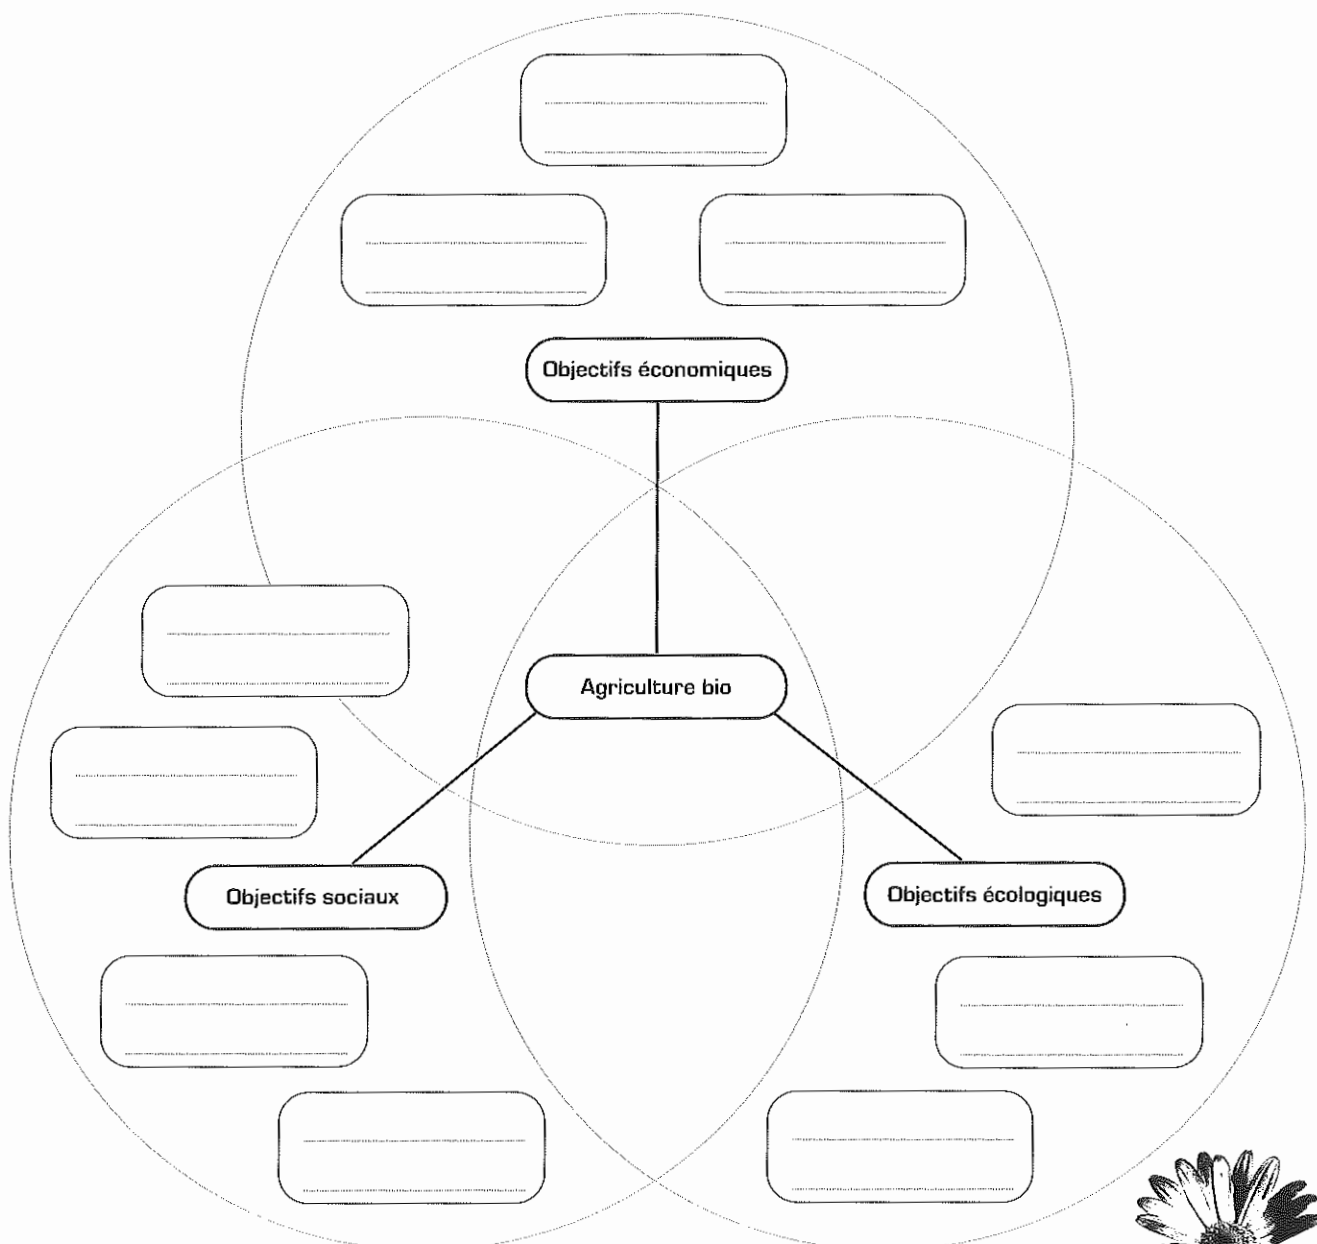 Objectifs économiques
Agriculture bio
Objectifs sociaux
Objectifs écologiques